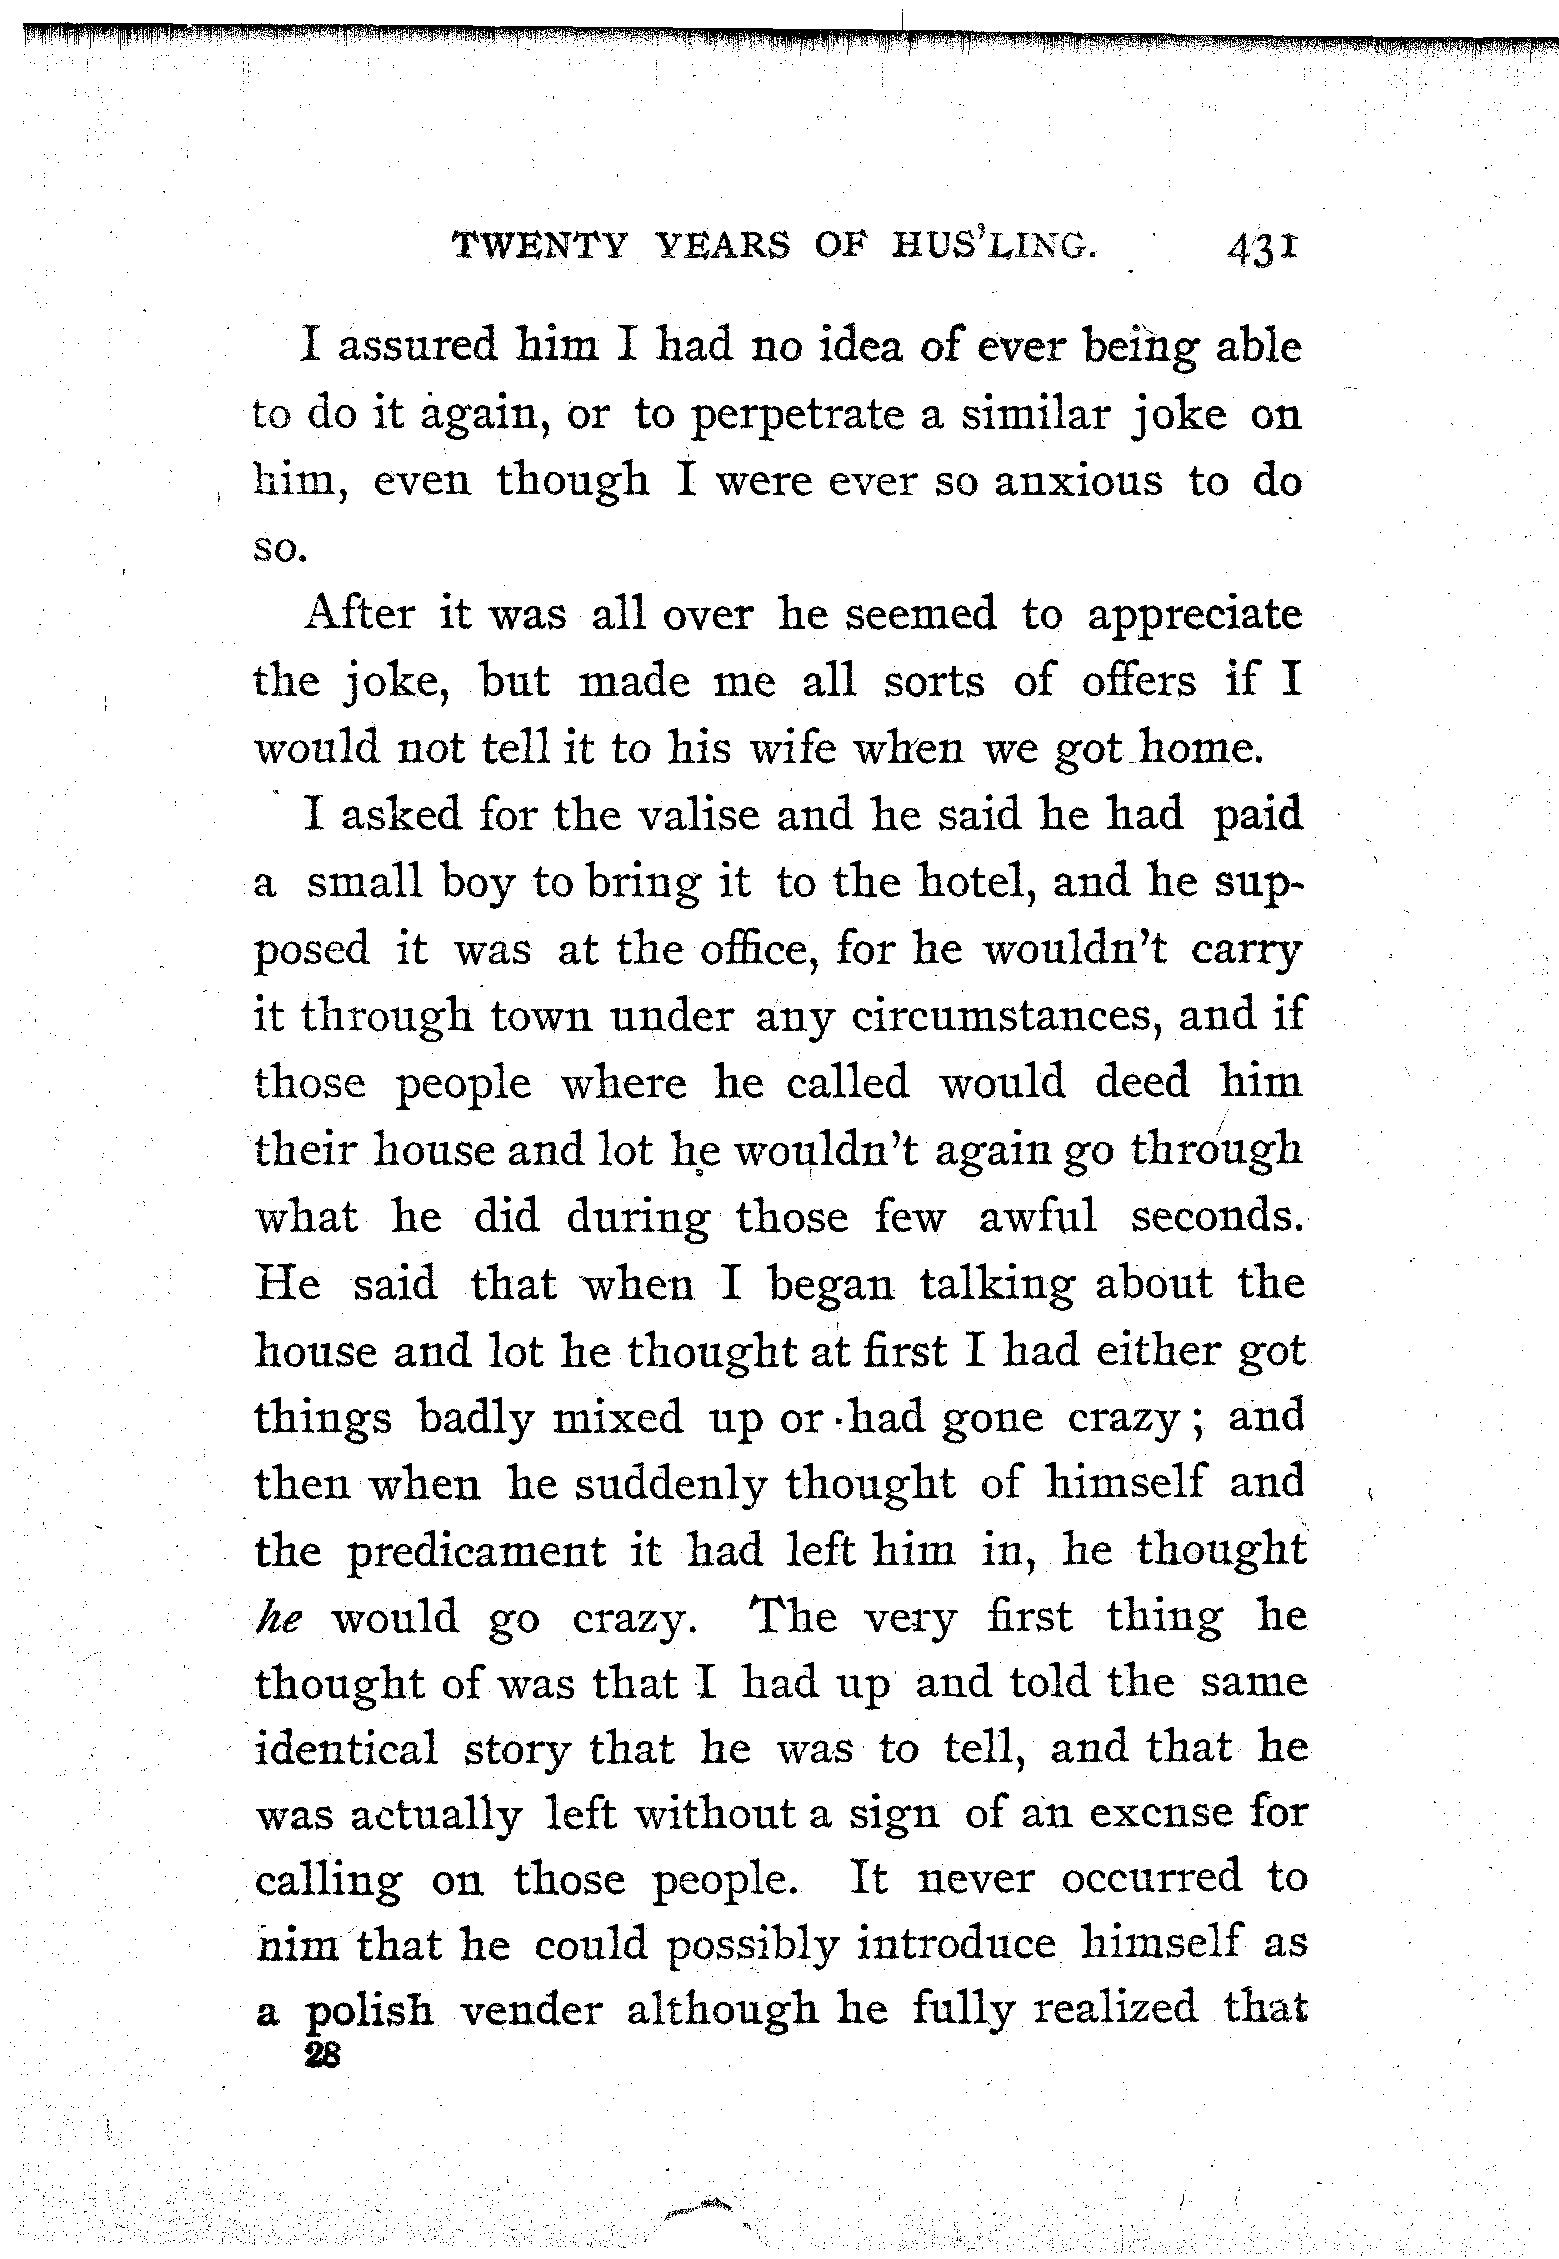 TWENTY YEARS OF HUS'LING. 431
I assured him I had no idea of ever being able
to do it again, or to perpetrate a similar joke on
him, even though I were ever so anxious to do
so.
After it was all over he seemed to appreciate
the joke, but made me all sorts of offers if I
would not tell it to his wife when we got home.
I asked for the valise and he said he had paid
a small boy to bring it to the hotel, and he sup-
posed it was at the office, for he wouldn't carry
it through town under any circumstances, and if
those people where he called would deed him
their house and lot he wouldn't again go through
what he did during those few awful seconds.
He said that when I began talking about the
house and lot he thought at first I had either got
things badly mixed up or had gone crazy; and
then when he suddenly thought of himself and
the predicament it had left him in, he thought
he would go crazy. The very first thing he
thought of was that I had up and told the same
identical story that he was to tell, and that he
was actually left without a sign of an excnse for
calling on those people. It never occurred to
him that he could possibly introduce himself as
a polish vender although he fully realized that
28